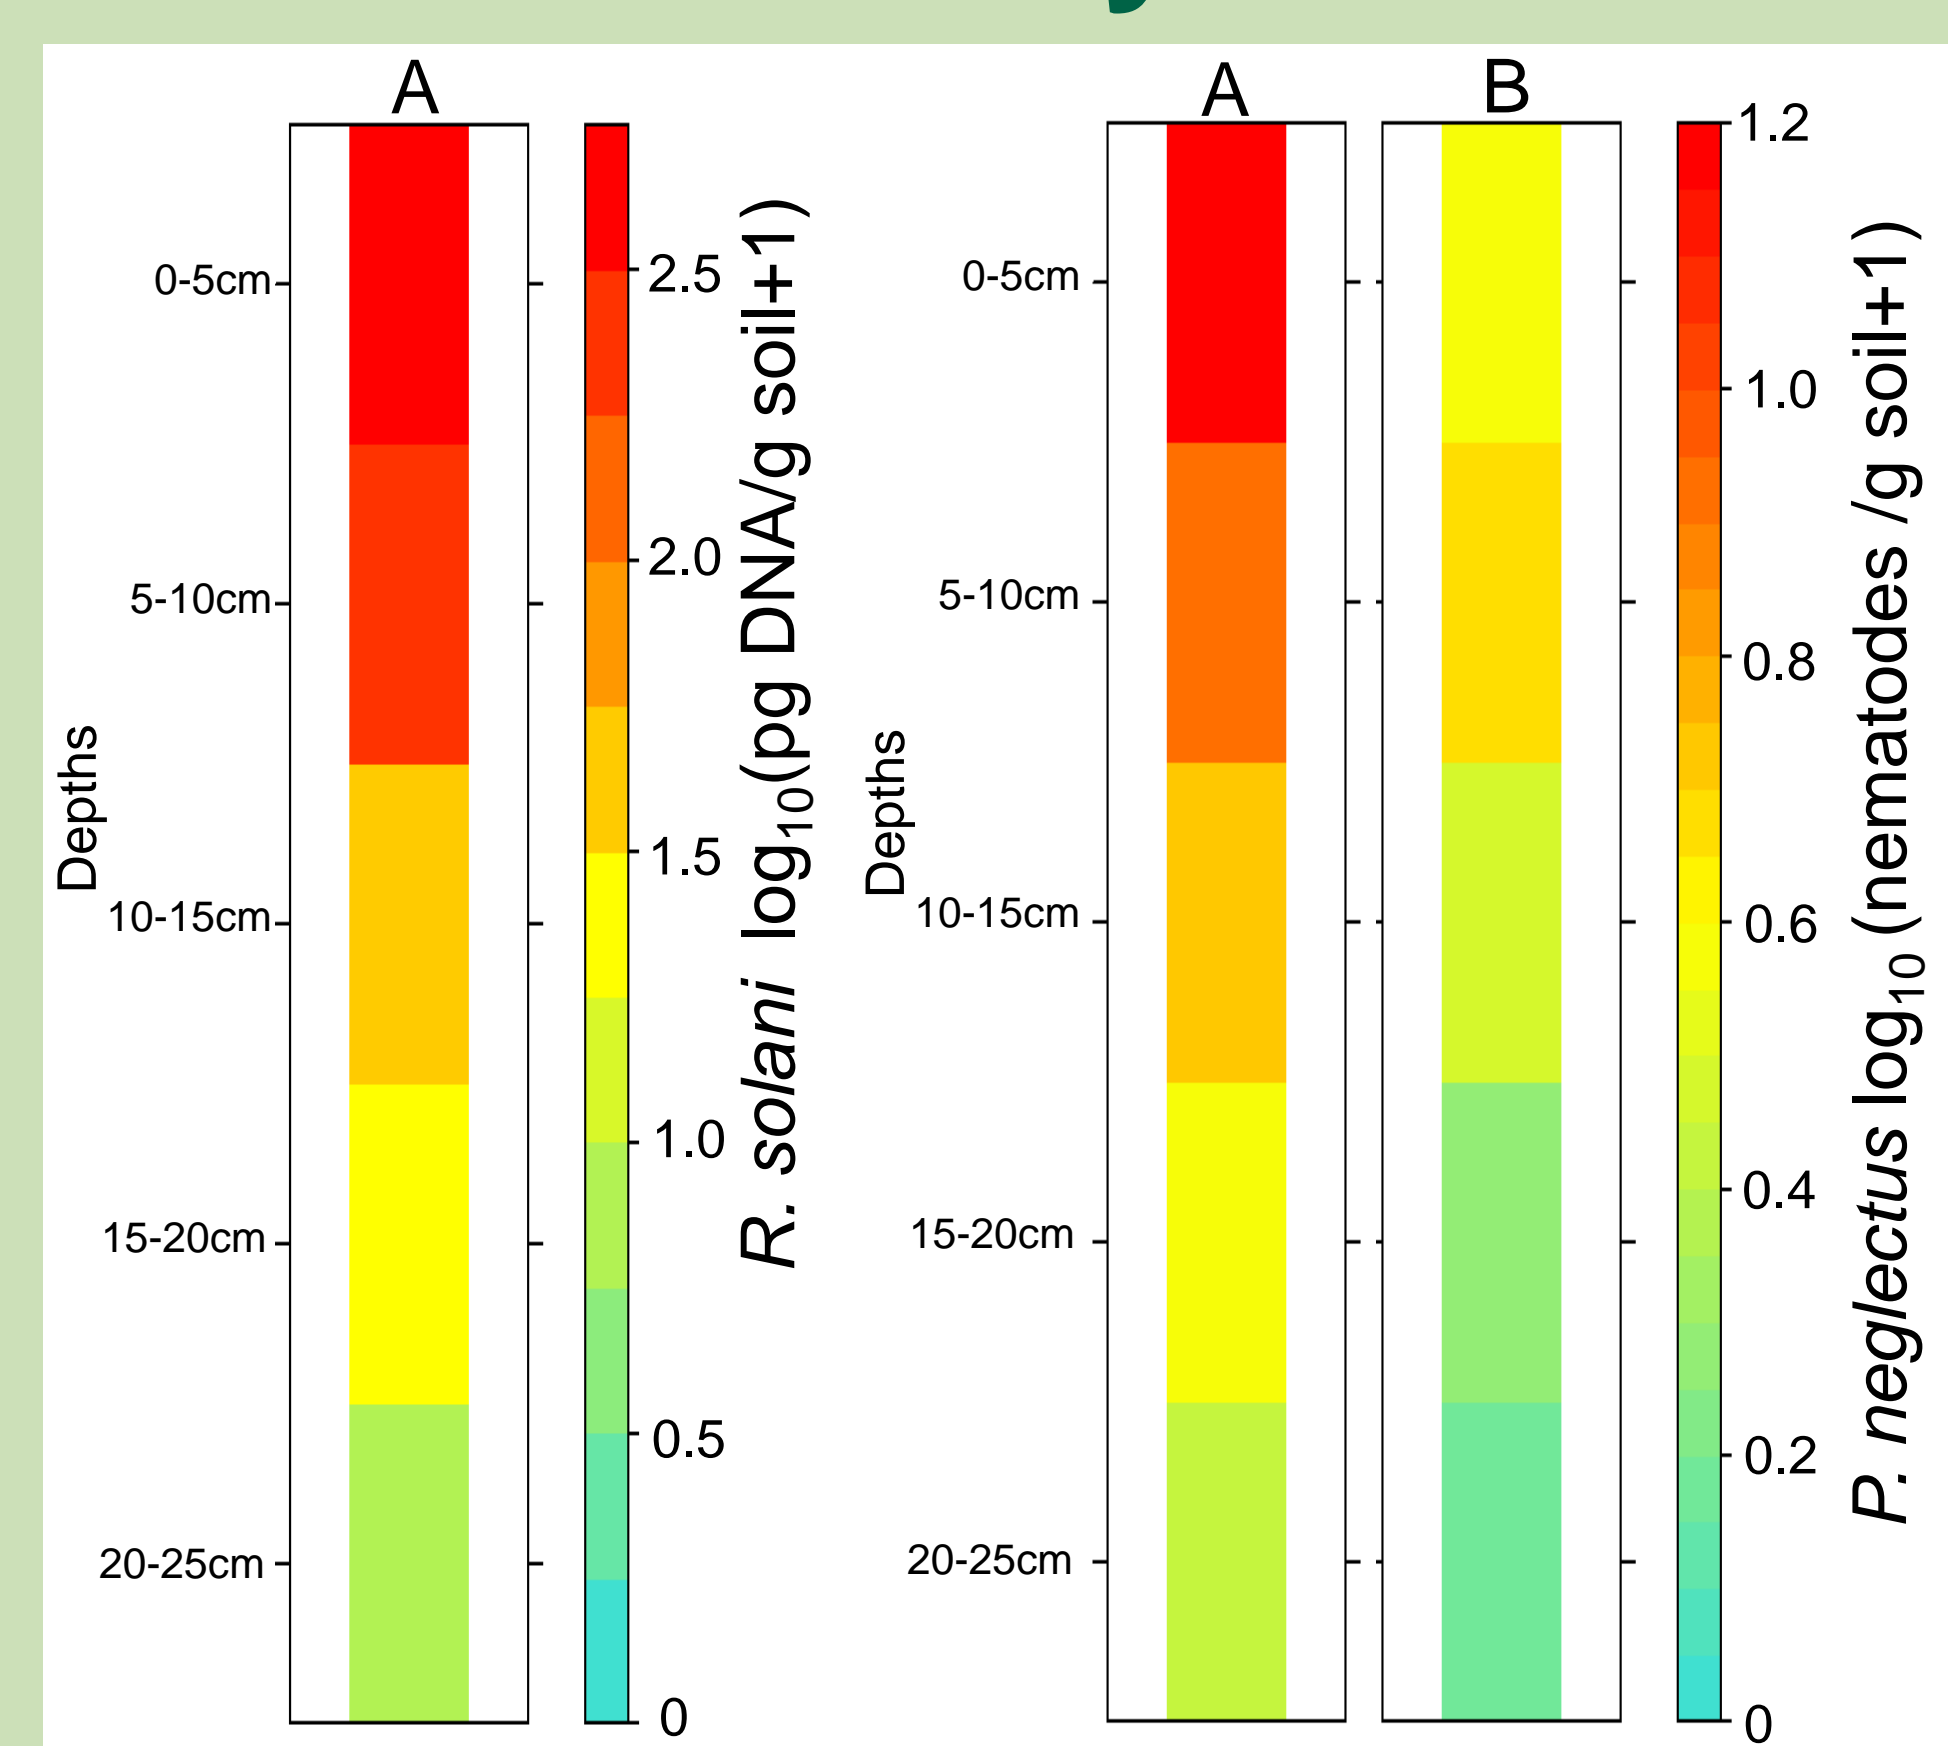 A
0-5cm
5-10cm
10-15cm
15-20cm
20-25cm
Depths
2.5
2.0
1.5
1.0
0.5
0
R. solani log10(pg DNA/g soil+1)
A
B
0-5cm
5-10cm
10-15cm
15-20cm
20-25cm
Depths
1.2
1.0
0.8
0.6
0.4
0.2
0
P. neglectus log10 (nematodes /g soil+1)